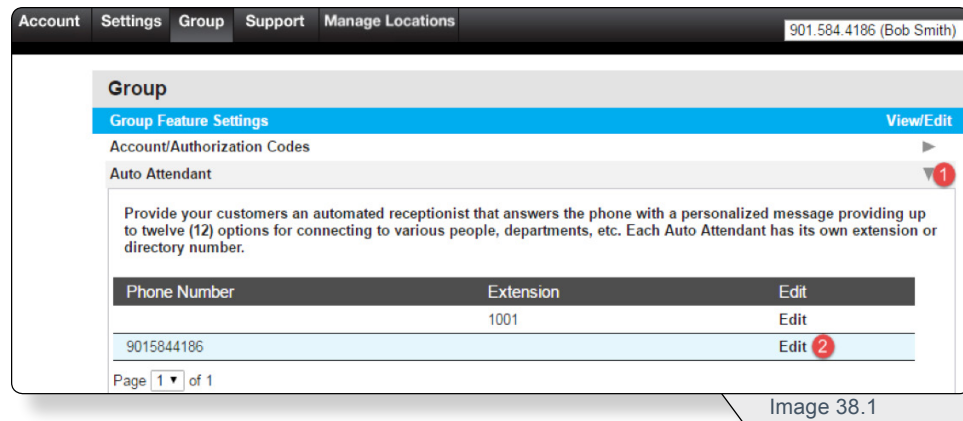 Account Settings Group Support Manage Locations
901.584.4186 (Bob Smith)
Group
Group Feature Settings View/Edit
Account/Authorization Codes
Auto Attendant 1
Provide your customers an automated receptionist that answers the phone with a personalized message providing up
to twelve (12) options for connecting to various people, departments, etc. Each Auto Attendant has its own extension or
directory number.
Phone Number Extension Edit
1001 Edit
9015844186 Edit 2
Page 1 of 1
Image 38.1